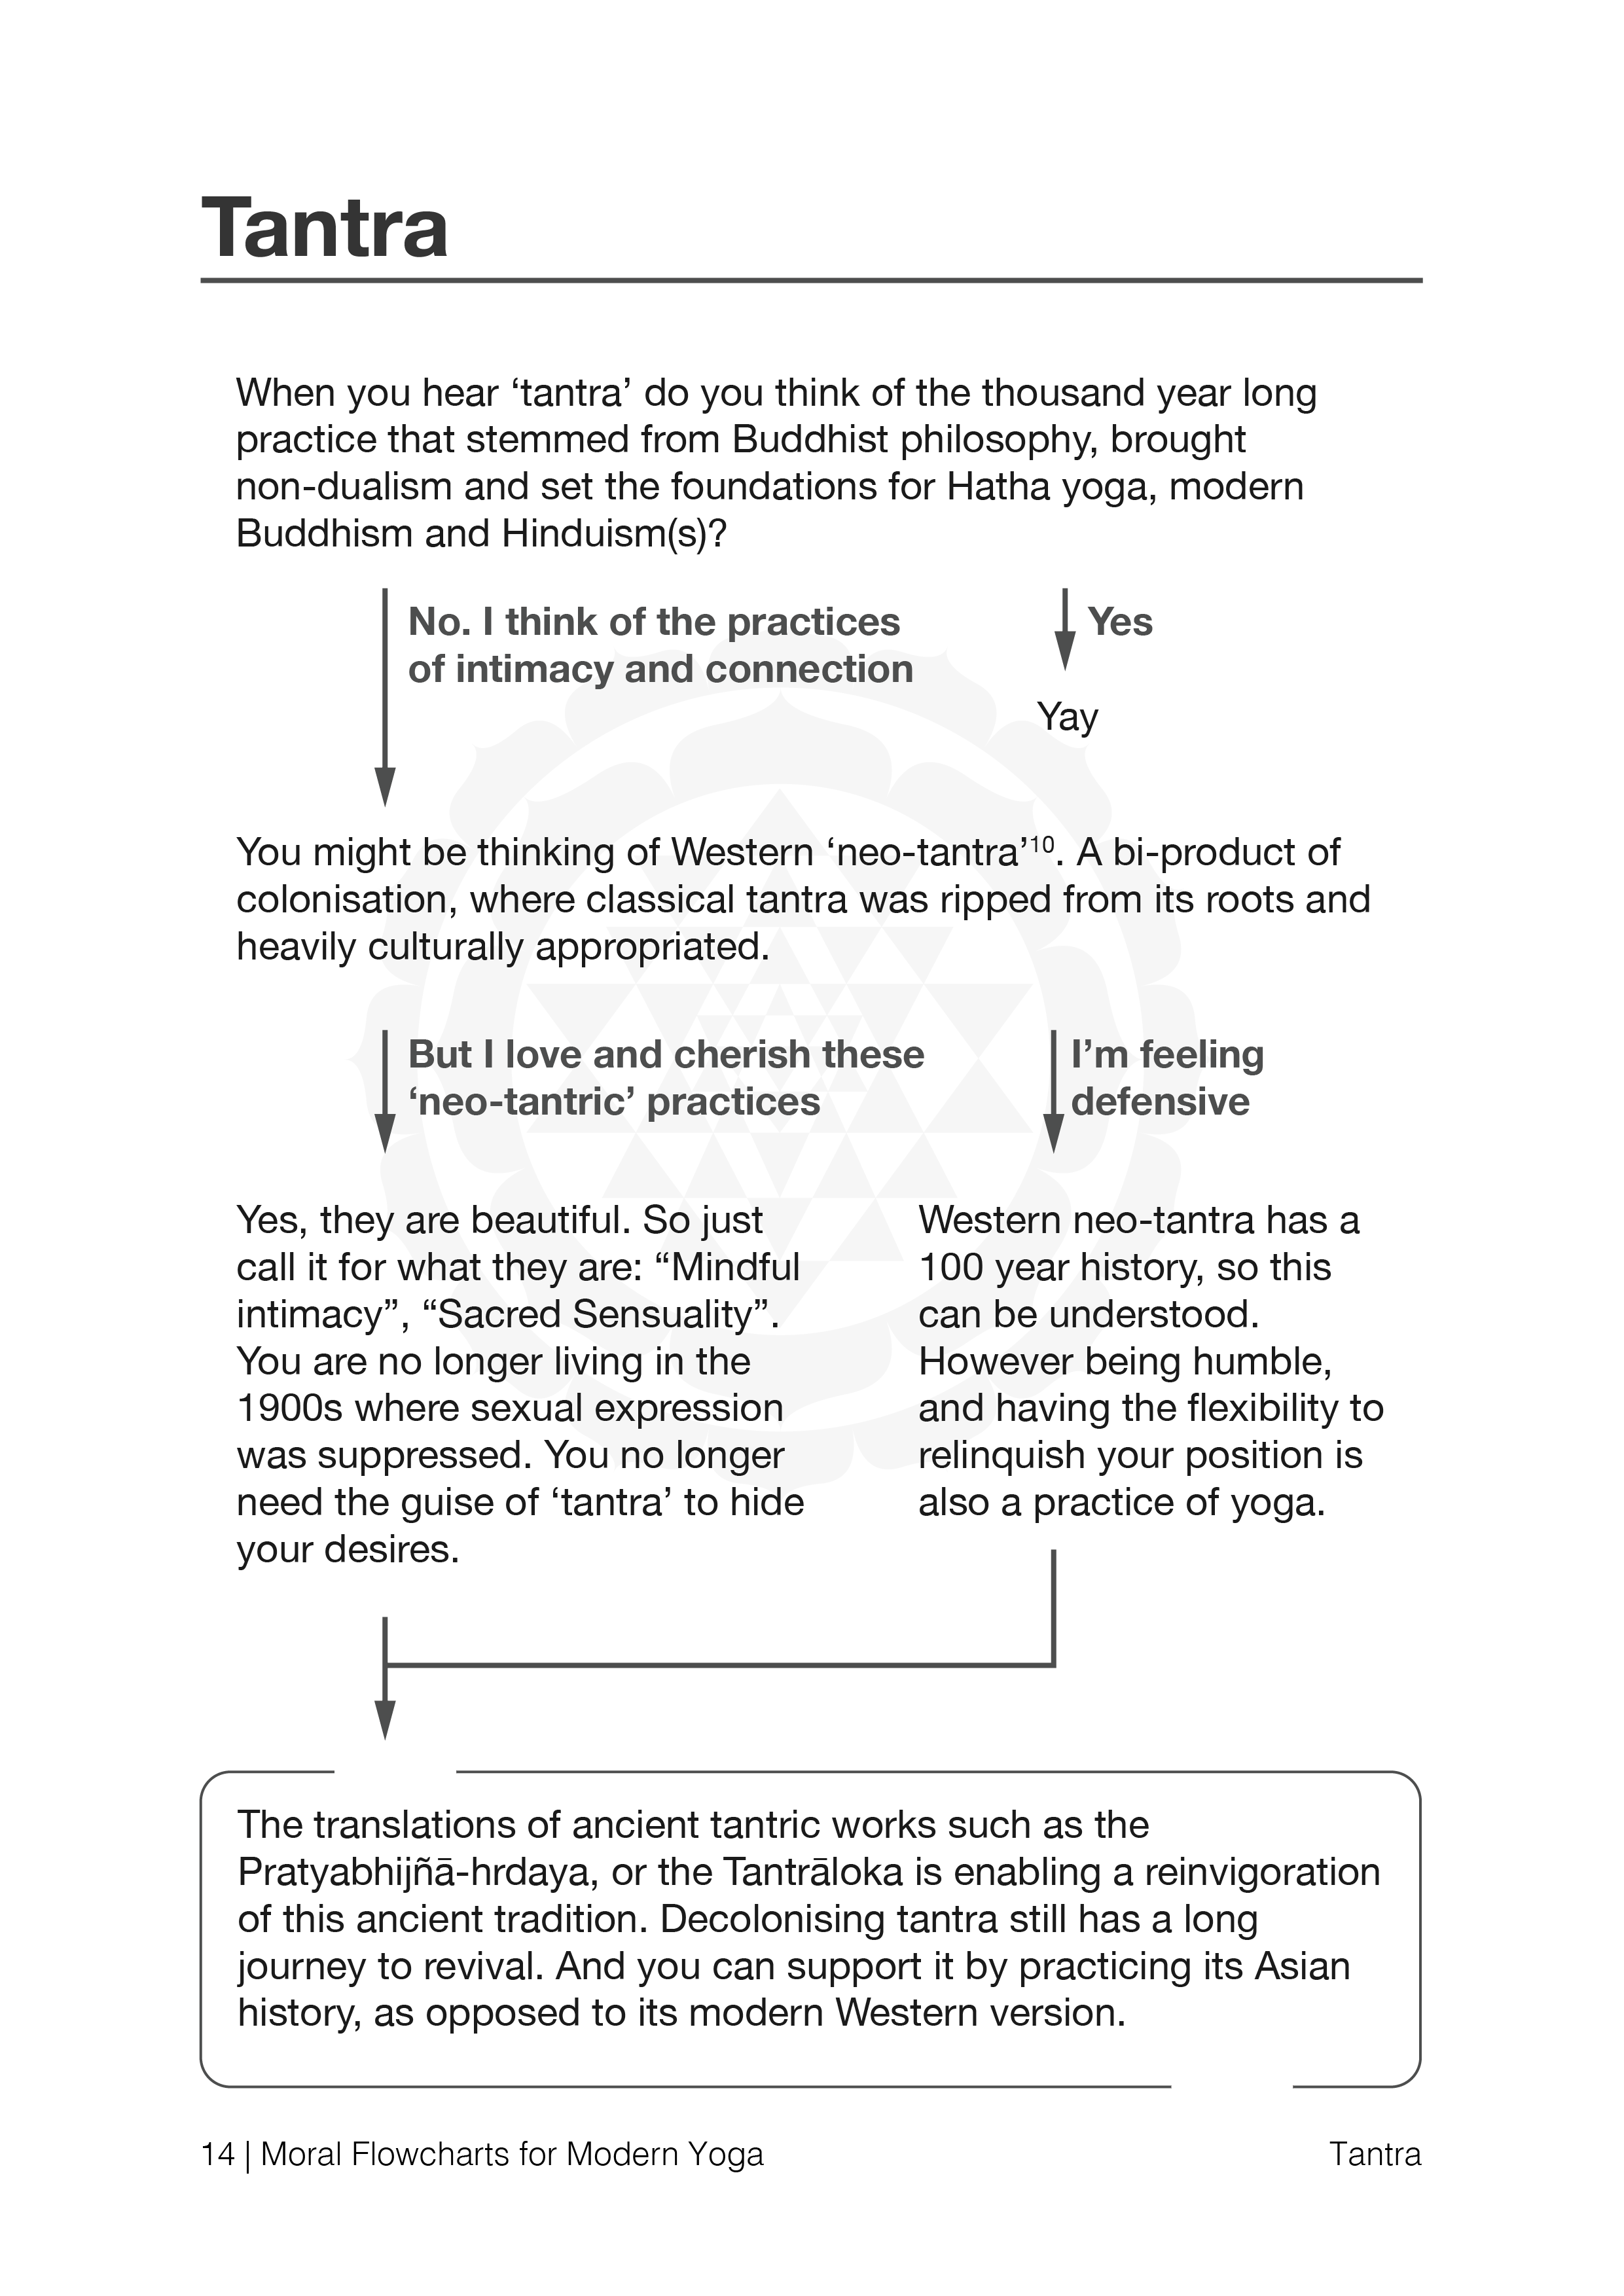 Tantra
When you hear ‘tantra’ do you think of the thousand year long
practice that stemmed from Buddhist philosophy, brought
non-dualism and set the foundations for Hatha yoga, modern
Buddhism and Hinduism(s)?
No. I think of the practices
of intimacy and connection
Yes
Yay
You might be thinking of Western ‘neo-tantra’¹⁰. A bi-product of
colonisation, where classical tantra was ripped from its roots and
heavily culturally appropriated.
But I love and cherish these
‘neo-tantric’ practices
I’m feeling
defensive
Yes, they are beautiful. So just
call it for what they are: “Mindful
intimacy”, “Sacred Sensuality”.
You are no longer living in the
1900s where sexual expression
was suppressed. You no longer
need the guise of ‘tantra’ to hide
your desires.
Western neo-tantra has a
100 year history, so this
can be understood.
However being humble,
and having the flexibility to
relinquish your position is
also a practice of yoga.
The translations of ancient tantric works such as the
Pratyabhijñā-hrdaya, or the Tantrāloka is enabling a reinvigoration
of this ancient tradition. Decolonising tantra still has a long
journey to revival. And you can support it by practicing its Asian
history, as opposed to its modern Western version.
14 | Moral Flowcharts for Modern Yoga
Tantra